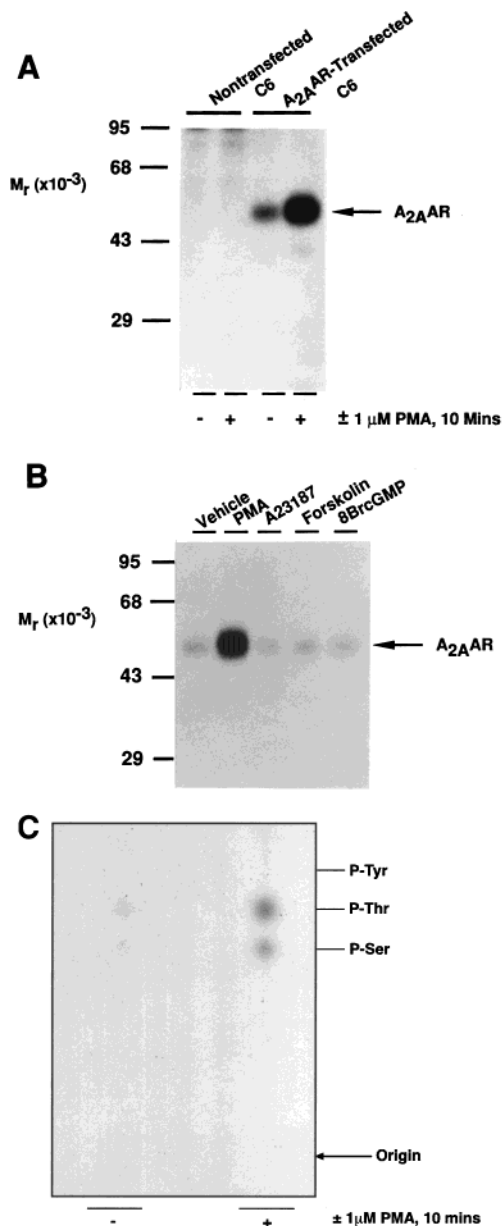 A
Nontransfected
C6
A2AAR-Transfected
C6
95
68
Mr (x10-3)
A2AAR
43
29
- + - + ± 1 μM PMA, 10 Mins
B
Vehicle
PMA
A23187
Forskolin
8BrcGMP
95
68
Mr (x10-3)
A2AAR
43
29
C
P-Tyr
P-Thr
P-Ser
Origin
- + ± 1μM PMA, 10 mins